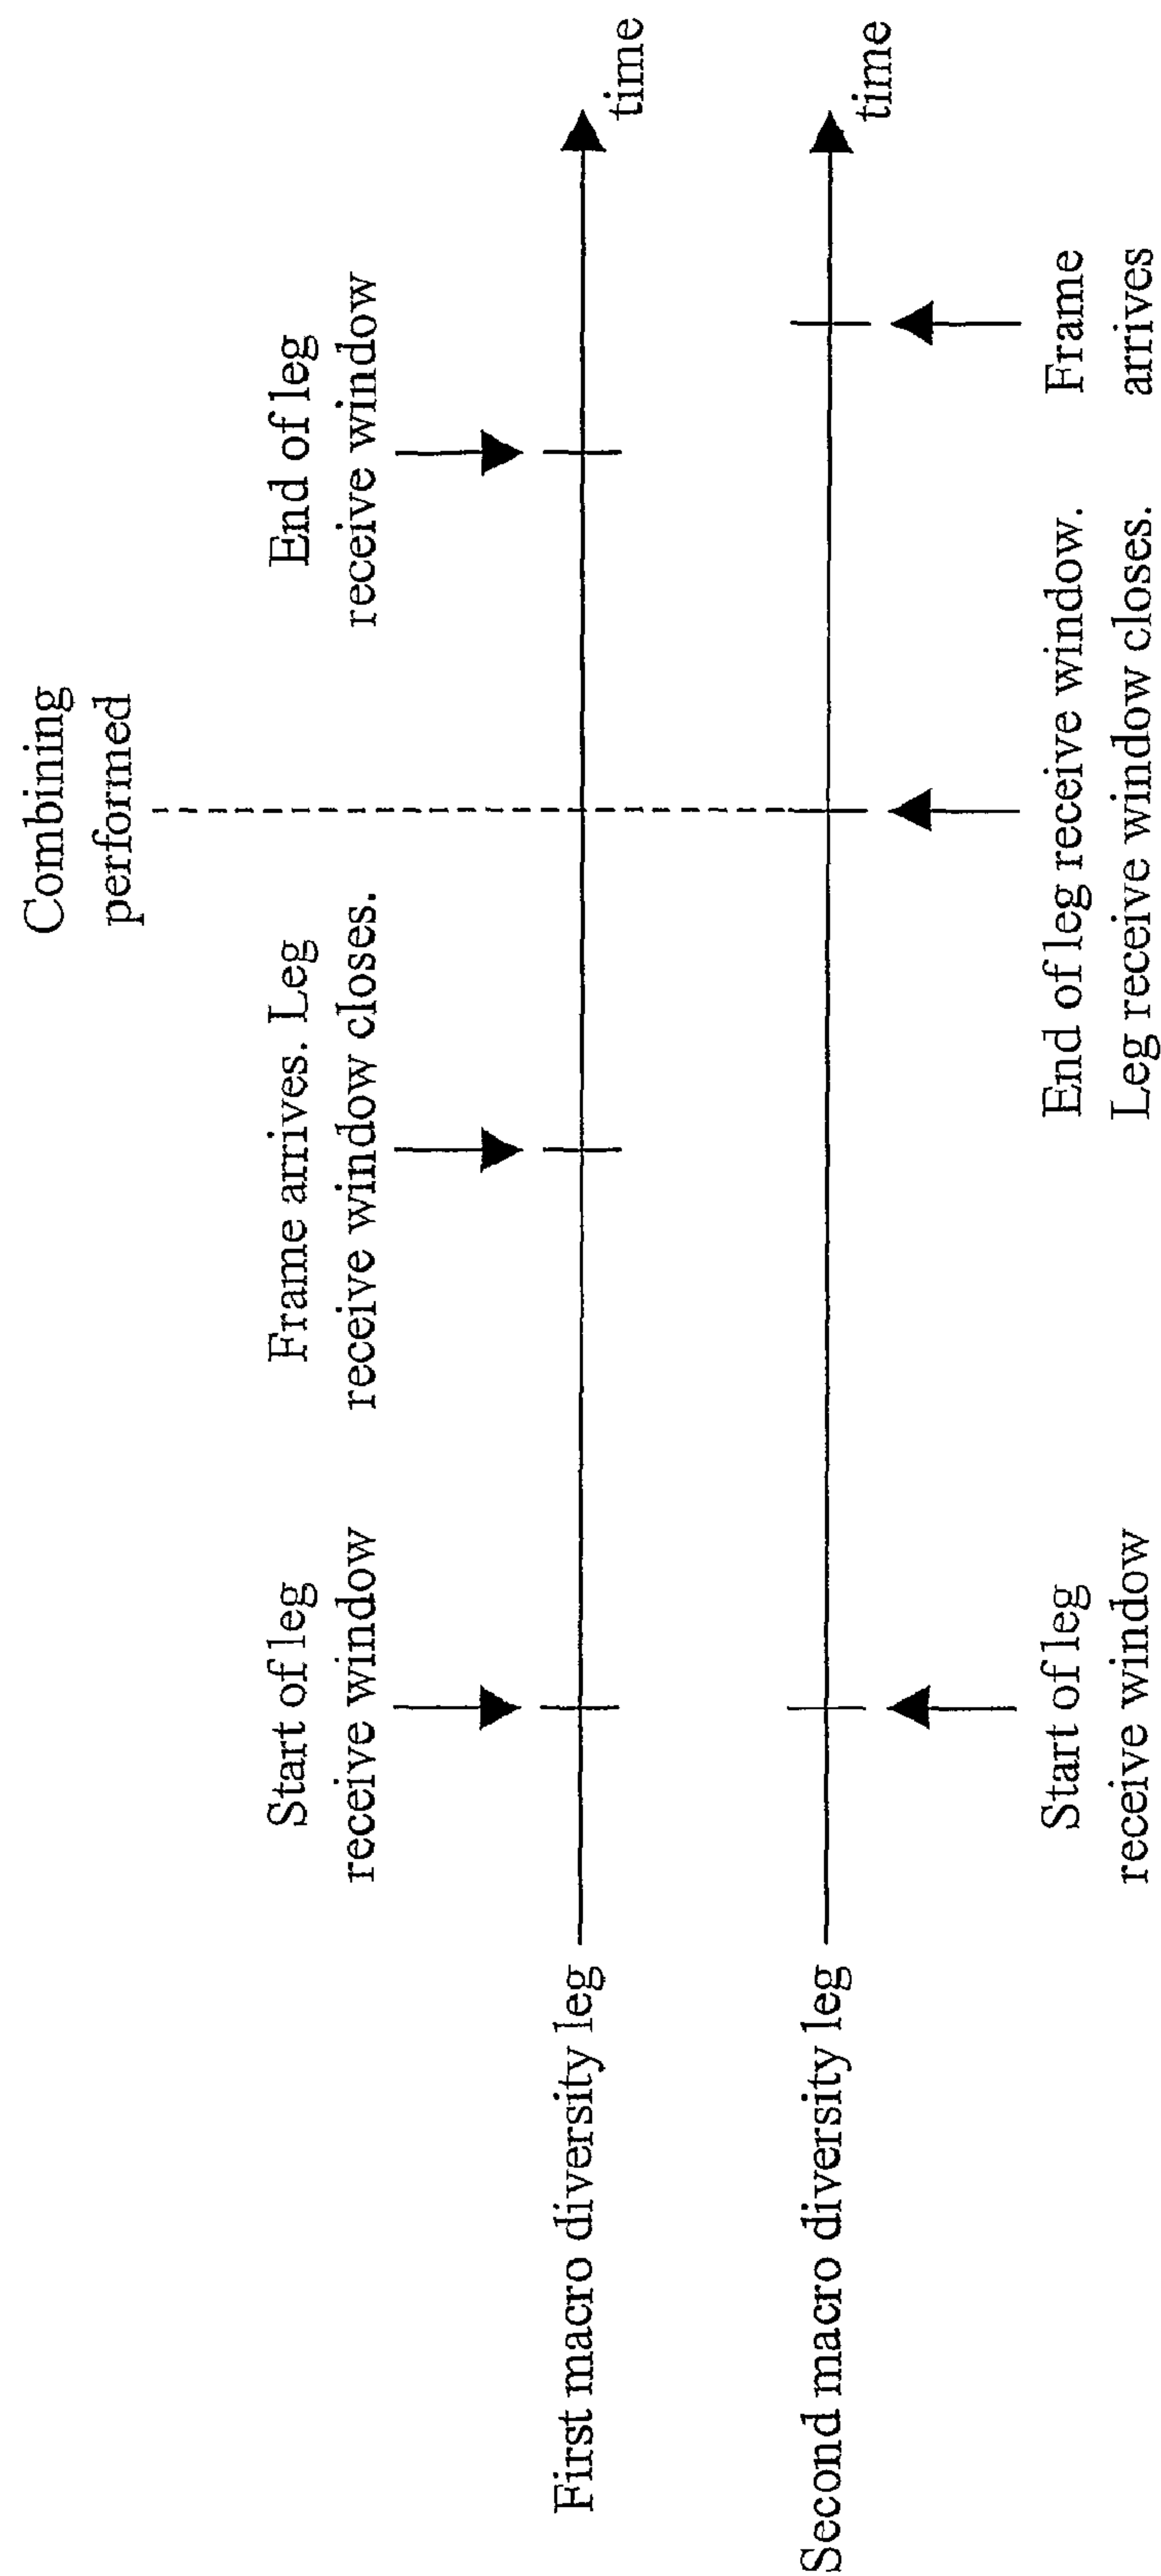 Combining
performed
Start of leg
receive window
Frame arrives. Leg
receive window closes.
End of leg
receive window
First macro diversity leg
time
Second macro diversity leg
time
Start of leg
receive window
End of leg receive window.
Leg receive window closes.
Frame
arrives